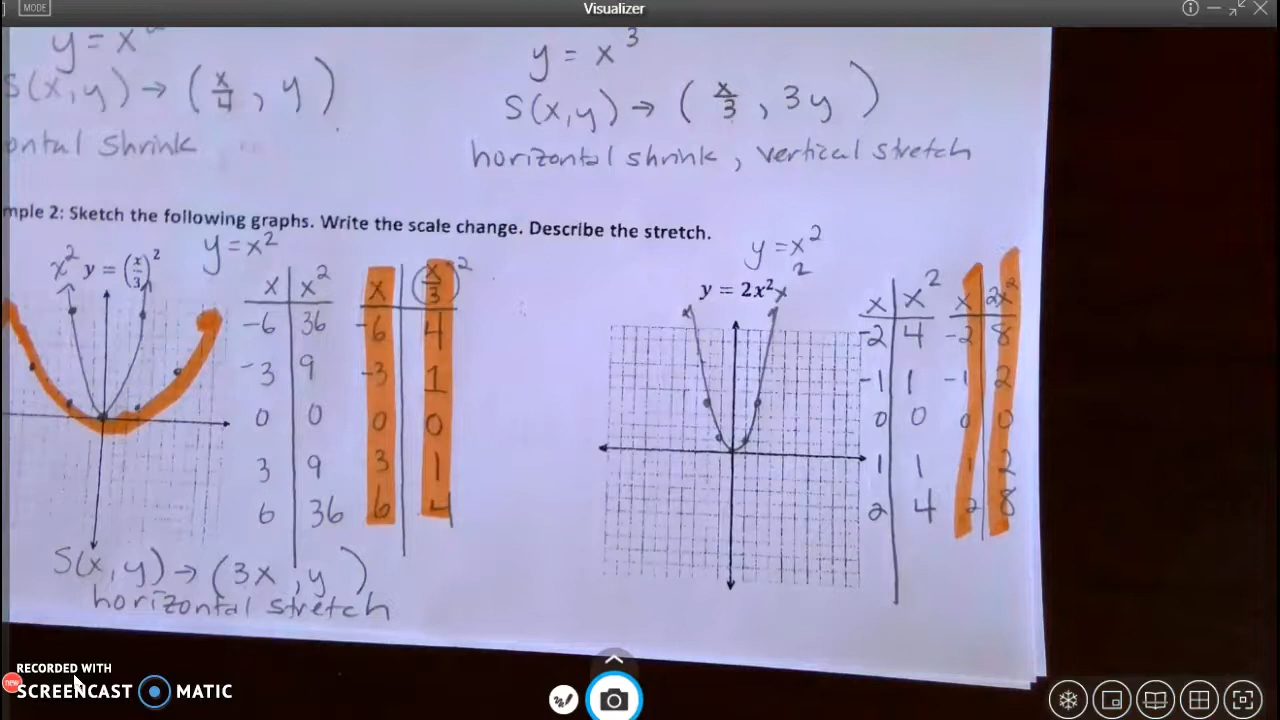 MODE
Visualizer
y = x
S(x,y) → (x/4, y)
ontal shrink
y = x³
S(x,y) → (x/3, 3y)
horizontal shrink, vertical stretch
mple 2: Sketch the following graphs. Write the scale change. Describe the stretch.
x² y = (x/3)²
y = x²
x | x² x | (x/3)²
-6 | 36 -6 | 4
-3 | 9 -3 | 1
0 | 0 0 | 0
3 | 9 3 | 1
6 | 36 6 | 4
S(x,y) → (3x, y)
horizontal stretch
y = x²
y = 2x² x²
x | x² x | 2x²
-2 | 4 -2 | 8
-1 | 1 -1 | 2
0 | 0 0 | 0
1 | 1 1 | 2
2 | 4 2 | 8
RECORDED WITH
new
SCREENCAST MATIC